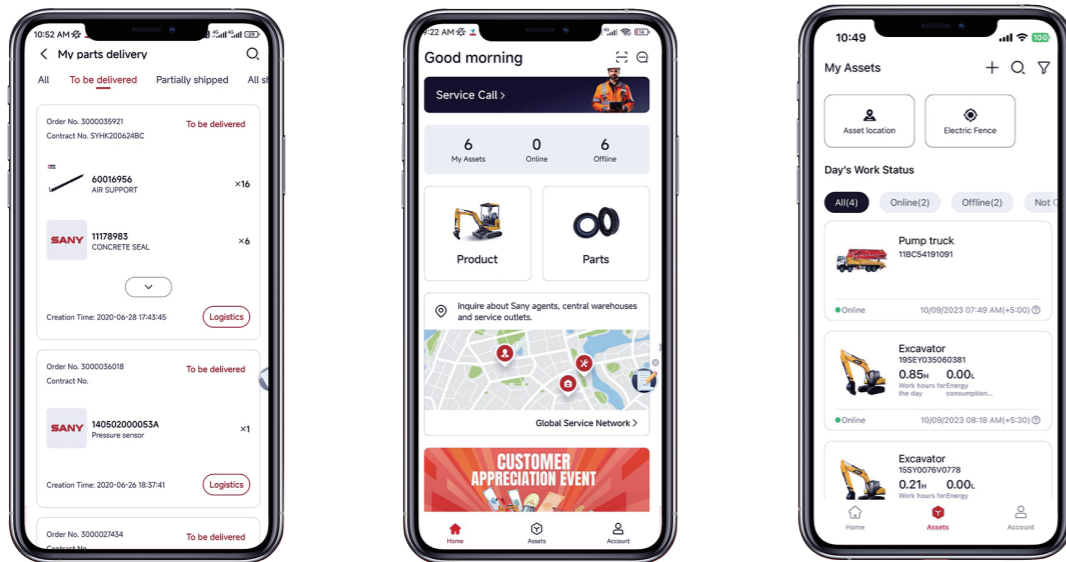 10:52 AM
My parts delivery
All To be delivered Partially shipped All sh
Order No. 3000035921 To be delivered
Contract No. SYHK200624BC
60016956
AIR SUPPORT
×16
SANY
11178983
CONCRETE SEAL
×6
Creation Time: 2020-06-28 17:43:45 Logistics
Order No. 3000036018 To be delivered
Contract No.
SANY
140502000053A
Pressure sensor
×1
Creation Time: 2020-06-26 18:37:41 Logistics
Order No. 3000027434 To be delivered
Contract No.
9:22 AM
Good morning
Service Call >
6 0 6
My Assets Online Offline
Product Parts
Inquire about Sany agents, central warehouses
and service outlets.
Global Service Network >
CUSTOMER
APPRECIATION EVENT
Home Assets Account
10:49
100
My Assets
Asset location Electric Fence
Day's Work Status
All(4) Online(2) Offline(2) Not
Pump truck
11BC54191091
Online 10/09/2023 07:49 AM(+5:00)
Excavator
19SEY035060381
0.85H 0.00L
Work hours for Energy
the day consumption...
Online 10/09/2023 08:18 AM(+5:30)
Excavator
15SY0076V0778
0.21H 0.00L
Work hours for Energy
Home Assets Account